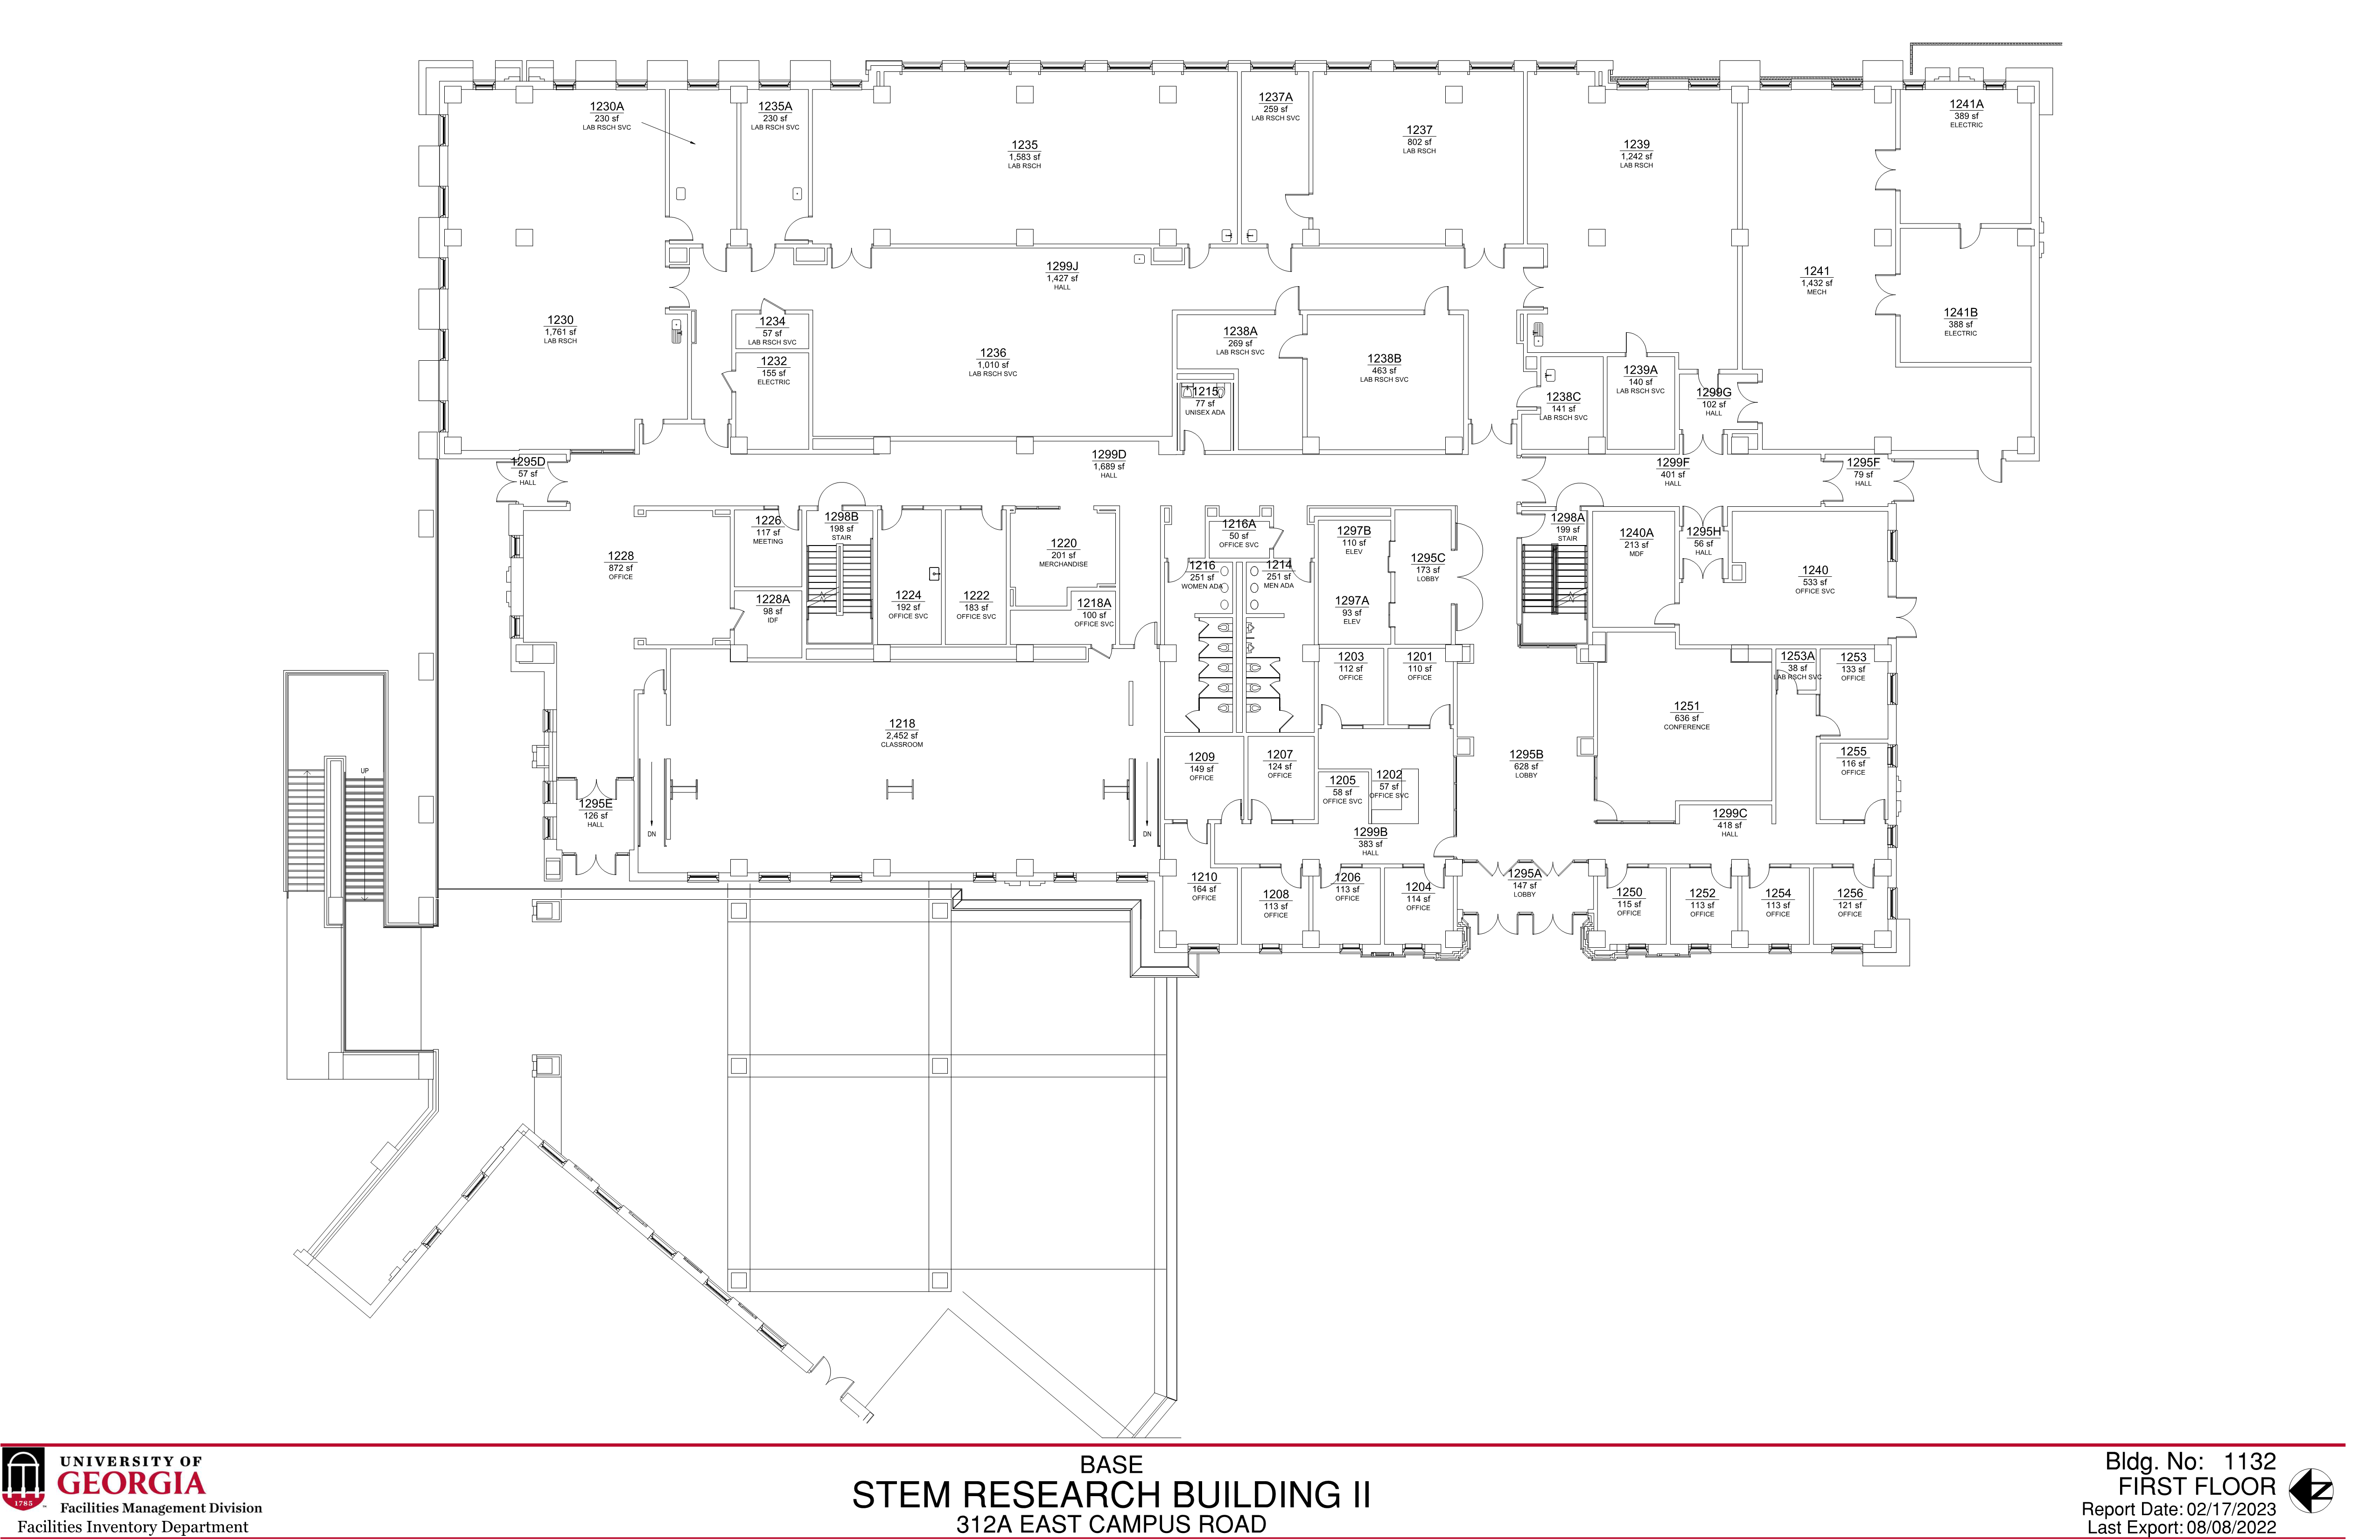 1230A
230 sf
LAB RSCH SVC
1235A
230 sf
LAB RSCH SVC
1235
1,583 sf
LAB RSCH
1237A
259 sf
LAB RSCH SVC
1237
802 sf
LAB RSCH
1239
1,242 sf
LAB RSCH
1241A
389 sf
ELECTRIC
1299J
1,427 sf
HALL
1241
1,432 sf
MECH
1241B
388 sf
ELECTRIC
1230
1,761 sf
LAB RSCH
1234
57 sf
LAB RSCH SVC
1232
155 sf
ELECTRIC
1236
1,010 sf
LAB RSCH SVC
1238A
269 sf
LAB RSCH SVC
1238B
463 sf
LAB RSCH SVC
1215
77 sf
UNISEX ADA
1238C
141 sf
LAB RSCH SVC
1239A
140 sf
LAB RSCH SVC
1299G
102 sf
HALL
1295D
57 sf
HALL
1299D
1,689 sf
HALL
1299F
401 sf
HALL
1295F
79 sf
HALL
1228
872 sf
OFFICE
1226
117 sf
MEETING
1298B
198 sf
STAIR
1228A
98 sf
IDF
1224
192 sf
OFFICE SVC
1222
183 sf
OFFICE SVC
1220
201 sf
MERCHANDISE
1218A
100 sf
OFFICE SVC
1216A
50 sf
OFFICE SVC
1216
251 sf
WOMEN ADA
1214
251 sf
MEN ADA
1297B
110 sf
ELEV
1297A
93 sf
ELEV
1295C
173 sf
LOBBY
1298A
199 sf
STAIR
1240A
213 sf
MDF
1295H
56 sf
HALL
1240
533 sf
OFFICE SVC
1203
112 sf
OFFICE
1201
110 sf
OFFICE
1253A
38 sf
LAB RSCH SVC
1253
133 sf
OFFICE
1218
2,452 sf
CLASSROOM
1251
636 sf
CONFERENCE
1209
149 sf
OFFICE
1207
124 sf
OFFICE
1205
58 sf
OFFICE SVC
1202
57 sf
OFFICE SVC
1295B
628 sf
LOBBY
1255
116 sf
OFFICE
UP
1295E
126 sf
HALL
DN
DN
1299B
383 sf
HALL
1299C
418 sf
HALL
1210
164 sf
OFFICE
1208
113 sf
OFFICE
1206
113 sf
OFFICE
1204
114 sf
OFFICE
1295A
147 sf
LOBBY
1250
115 sf
OFFICE
1252
113 sf
OFFICE
1254
113 sf
OFFICE
1256
121 sf
OFFICE
1785
UNIVERSITY OF
GEORGIA
Facilities Management Division
Facilities Inventory Department
BASE
STEM RESEARCH BUILDING II
312A EAST CAMPUS ROAD
Bldg. No: 1132
FIRST FLOOR
Report Date: 02/17/2023
Last Export: 08/08/2022
Z